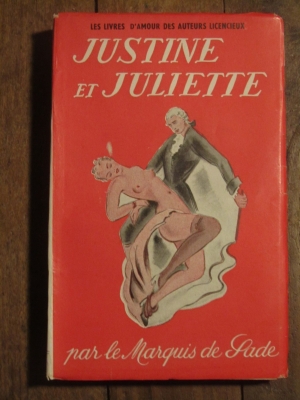 LES LIVRES D'AMOUR DES AUTEURS LICENCIEUX
JUSTINE
ET JULIETTE
par le Marquis de Sade